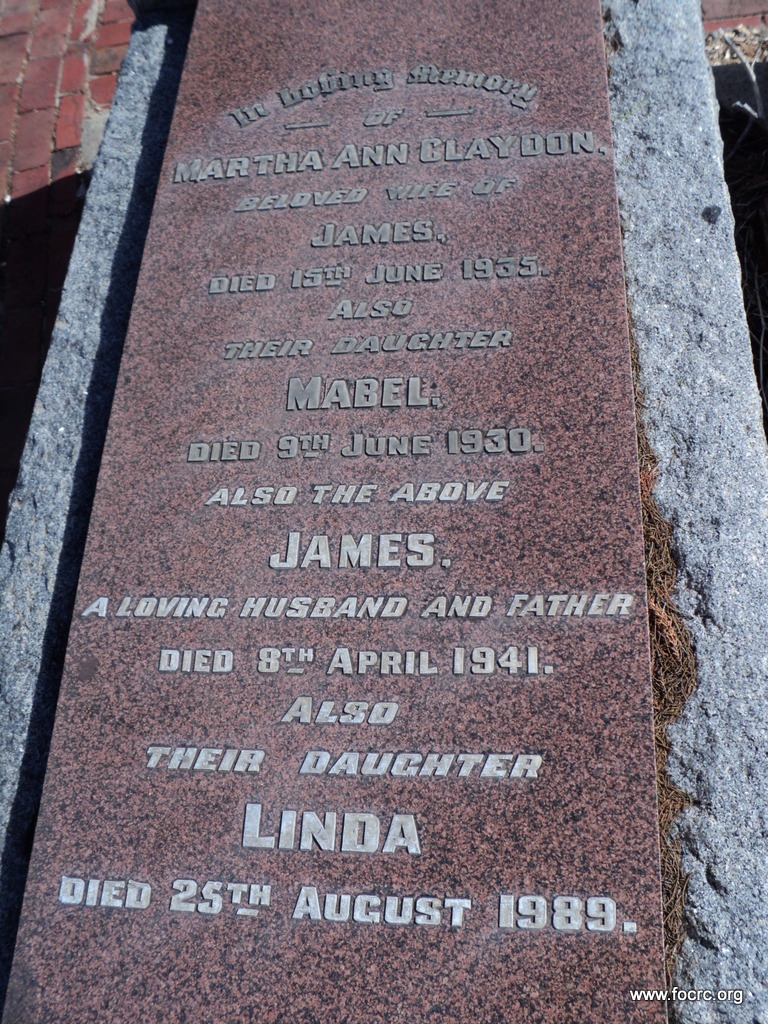 In Loving Memory
OF
MARTHA ANN CLAYDON.
BELOVED WIFE OF
JAMES.
DIED 15TH JUNE 1935.
ALSO
THEIR DAUGHTER
MABEL.
DIED 9TH JUNE 1930.
ALSO THE ABOVE
JAMES.
A LOVING HUSBAND AND FATHER
DIED 8TH APRIL 1941.
ALSO
THEIR DAUGHTER
LINDA
DIED 25TH AUGUST 1989.
www.focrc.org